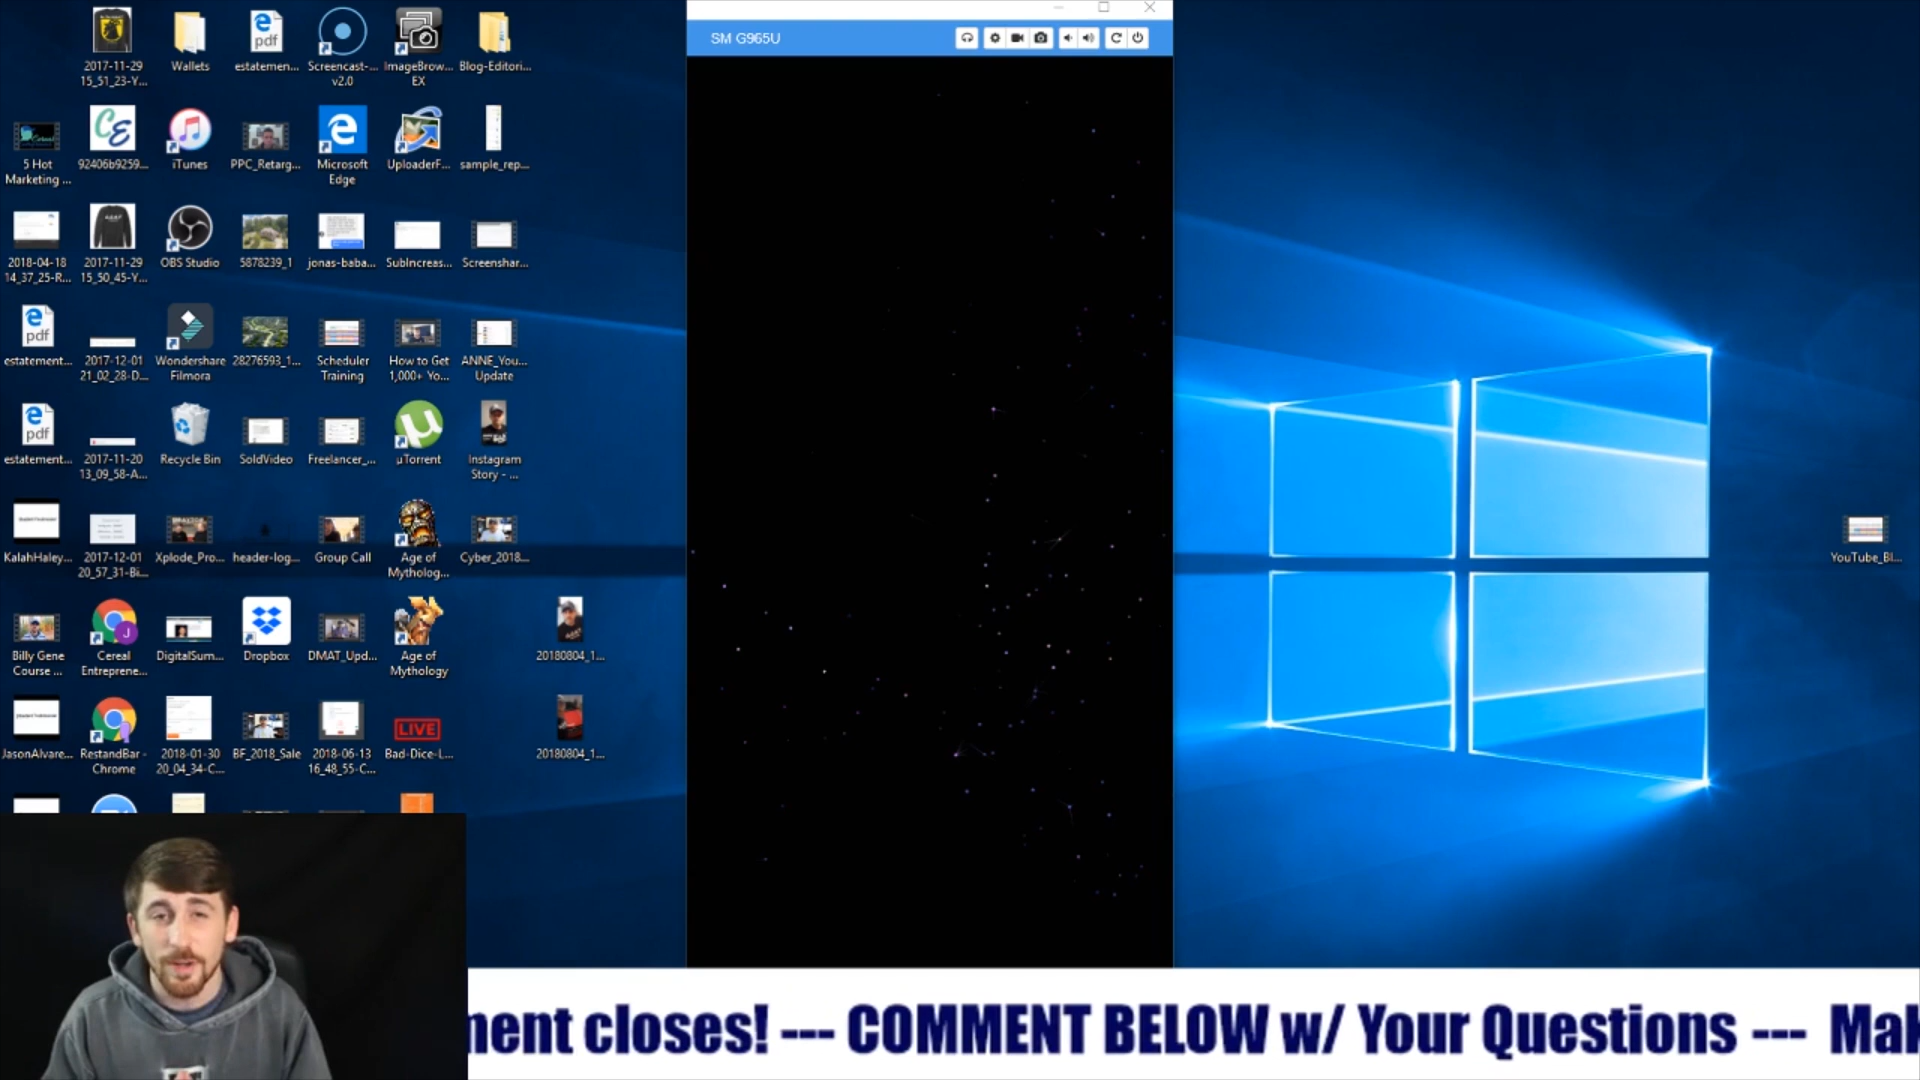 SM G965U
2017-11-29
15_51_23-Y...
Wallets
estatemen...
Screencast-...
v2.0
ImageBrow...
EX
Blog-Editori...
5 Hot
Marketing ...
92406b9259...
iTunes
PPC_Retarg...
Microsoft
Edge
UploaderF...
sample_rep...
2018-04-18
14_37_25-R...
2017-11-29
15_50_45-Y...
OBS Studio
5878239_1
jonas-baba...
SubIncreas...
Screenshar...
estatement...
2017-12-01
21_02_28-D...
Wondershare
Filmora
28276593_1...
Scheduler
Training
How to Get
1,000+ Yo...
ANNE_You...
Update
estatement...
2017-11-20
13_09_58-A...
Recycle Bin
SoldVideo
Freelancer_...
µTorrent
Instagram
Story - ...
KalahHaley...
2017-12-01
20_57_31-Bi...
Xplode_Pro...
header-log...
Group Call
Age of
Mytholog...
Cyber_2018...
YouTube_Bl...
Billy Gene
Course ...
Cereal
Entreprene...
DigitalSum...
Dropbox
DMAT_Upd...
Age of
Mythology
20180804_1...
JasonAlvare...
RestandBar -
Chrome
2018-01-30
20_04_34-C...
BF_2018_Sale
2018-06-13
16_48_55-C...
LIVE
Bad-Dice-L...
20180804_1...
ment closes! --- COMMENT BELOW w/ Your Questions --- Mak